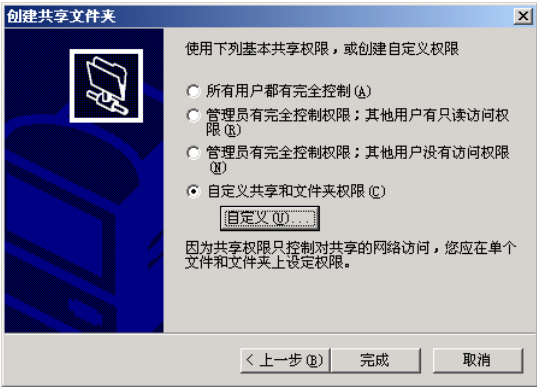 创建共享文件夹
使用下列基本共享权限，或创建自定义权限
所有用户都有完全控制(A)
管理员有完全控制权限；其他用户有只读访问权
限(R)
管理员有完全控制权限；其他用户没有访问权限
(N)
自定义共享和文件夹权限(C)
自定义(U)...
因为共享权限只控制对共享的网络访问，您应在单个
文件和文件夹上设定权限。
< 上一步(B)
完成
取消